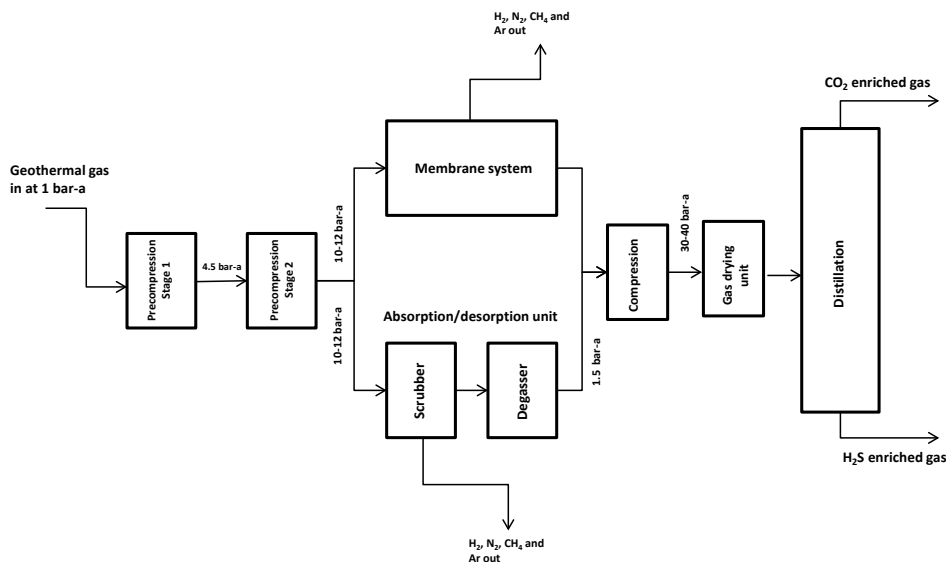 H₂, N₂, CH₄ and
Ar out
CO₂ enriched gas
Membrane system
Geothermal gas
in at 1 bar-a
10-12 bar-a
30-40 bar-a
Precompression
Stage 1
4.5 bar-a
Precompression
Stage 2
Compression
Gas drying
unit
Distillation
Absorption/desorption unit
10-12 bar-a
1.5 bar-a
Scrubber
Degasser
H₂S enriched gas
H₂, N₂, CH₄ and
Ar out